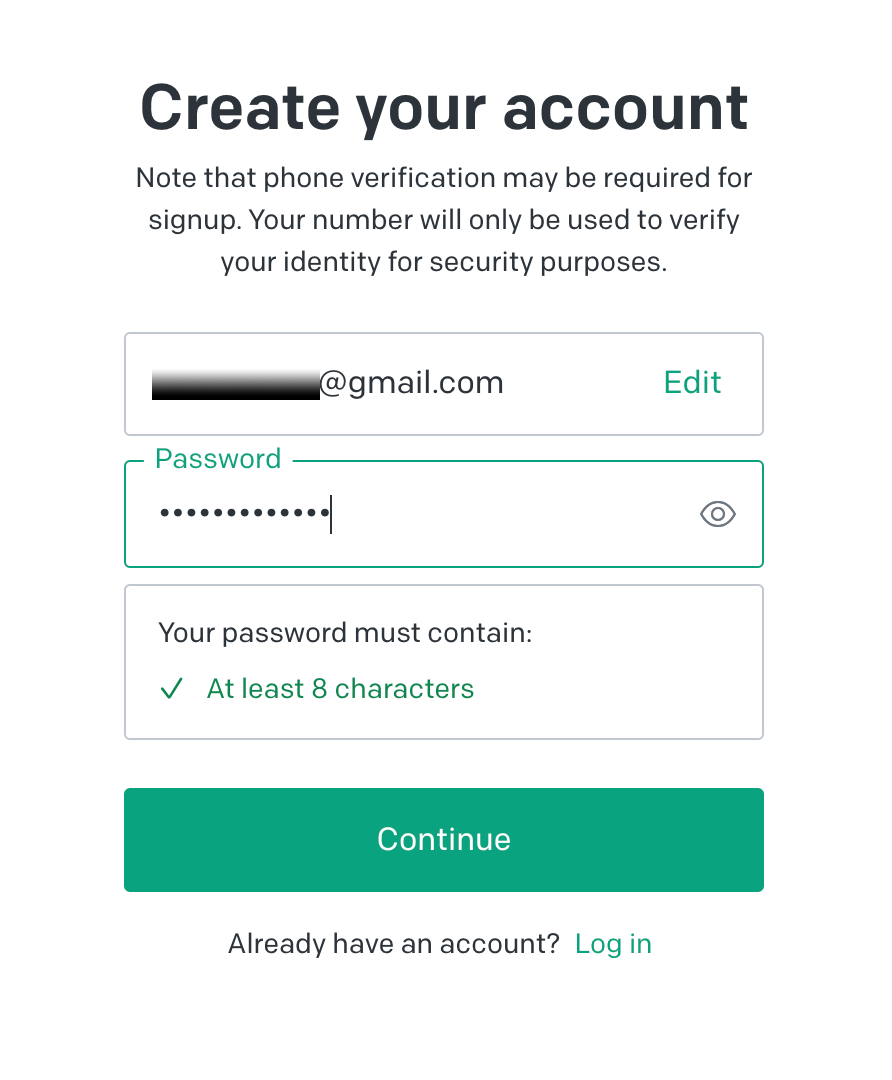 Create your account
Note that phone verification may be required for
signup. Your number will only be used to verify
your identity for security purposes.
@gmail.com Edit
Password
•••••••••••••
Your password must contain:
✓ At least 8 characters
Continue
Already have an account? Log in